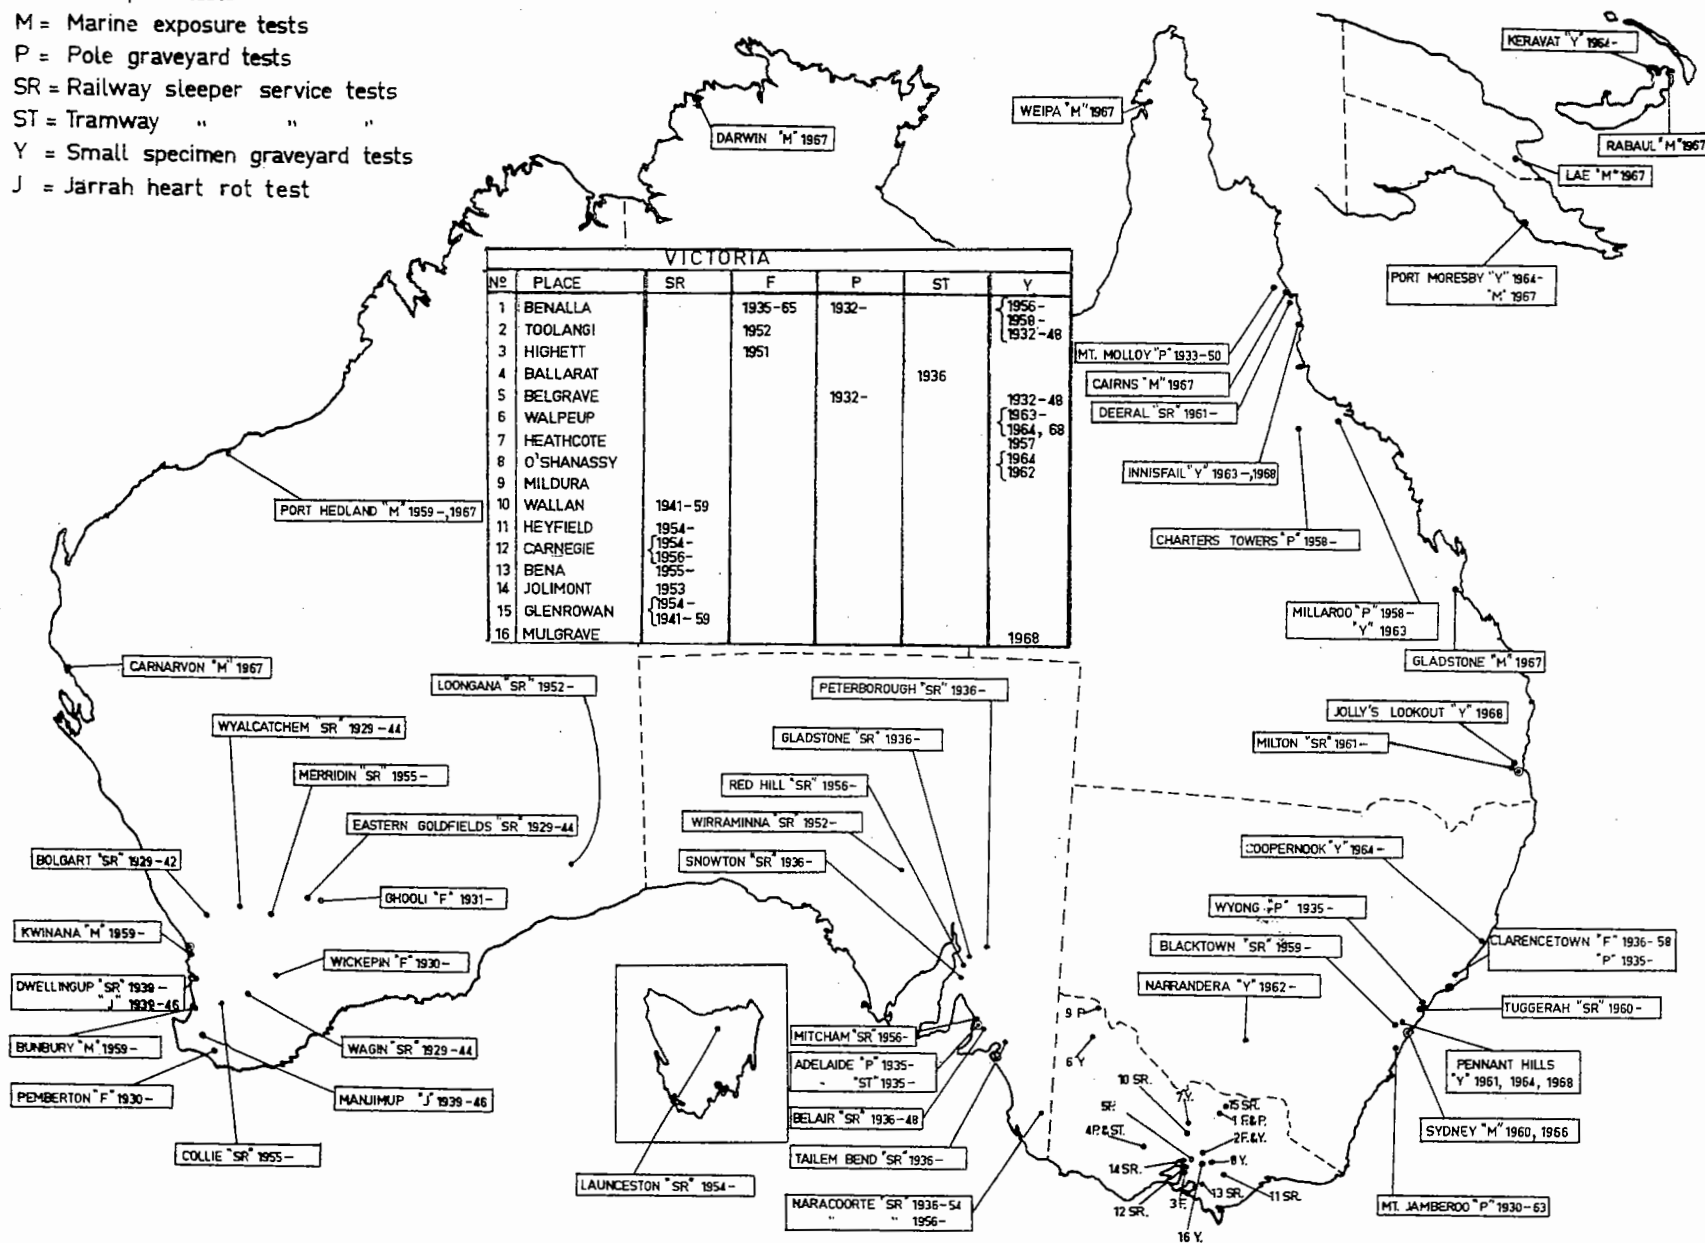 M = Marine exposure tests
P = Pole graveyard tests
SR = Railway sleeper service tests
ST = Tramway " " "
Y = Small specimen graveyard tests
J = Jarrah heart rot test
KERAVAT "Y" 1964-
WEIPA "M" 1967
DARWIN "M" 1967
RABAUL "M" 1967
LAE "M" 1967
PORT MORESBY "Y" 1964-
"M" 1967
VICTORIA
Nº PLACE SR F P ST Y
1 BENALLA 1935-65 1932- 1956-
1958-
1932-48
2 TOOLANGI 1952
3 HIGHETT 1951
4 BALLARAT 1936
5 BELGRAVE 1932- 1932-48
6 WALPEUP 1963-
1964, 68
7 HEATHCOTE 1957
8 O'SHANASSY 1964
1962
9 MILDURA
10 WALLAN 1941-59
11 HEYFIELD 1954-
12 CARNEGIE 1954-
1956-
13 BENA 1955-
14 JOLIMONT 1953
15 GLENROWAN 1954-
1941-59
16 MULGRAVE 1968
MT. MOLLOY "P" 1933-50
CAIRNS "M" 1967
DEERAL "SR" 1961-
INNISFAIL "Y" 1963-,1968
CHARTERS TOWERS "P" 1958-
MILLAROO "P" 1958-
"Y" 1963
GLADSTONE "M" 1967
PORT HEDLAND "M" 1959-,1967
CARNARVON "M" 1967
LOONGANA "SR" 1952-
PETERBOROUGH "SR" 1936-
JOLLY'S LOOKOUT "Y" 1968
MILTON "SR" 1961-
WYALCATCHEM "SR" 1929-44
GLADSTONE "SR" 1936-
MERRIDIN "SR" 1955-
RED HILL "SR" 1956-
EASTERN GOLDFIELDS "SR" 1929-44
WIRRAMINNA "SR" 1952-
BOLGART "SR" 1929-42
SNOWTON "SR" 1936-
COOPERNOOK "Y" 1964-
GHOOLI "F" 1931-
WYONG "P" 1935-
KWINANA "M" 1959-
BLACKTOWN "SR" 1959-
CLARENCETOWN "F" 1936-58
"P" 1935-
WICKEPIN "F" 1930-
DWELLINGUP "SR" 1939-
"J" 1939-46
NARRANDERA "Y" 1962-
TUGGERAH "SR" 1960-
BUNBURY "M" 1959-
WAGIN "SR" 1929-44
MITCHAM "SR" 1956-
ADELAIDE "P" 1935-
" "ST" 1935-
9 P
6 Y
PENNANT HILLS
"Y" 1961, 1964, 1968
PEMBERTON "F" 1930-
MANJIMUP "J" 1939-46
BELAIR "SR" 1936-48
10 SR.
7 Y.
15 SR.
1 F.& P.
5P.
4P.& ST.
2F.& Y.
SYDNEY "M" 1960, 1966
COLLIE "SR" 1955-
TAILEM BEND "SR" 1936-
14 SR.
8 Y.
LAUNCESTON "SR" 1954-
NARACOORTE "SR" 1936-54
" " 1956-
12 SR.
3 F.
13 SR.
11 SR.
16 Y.
MT. JAMBEROO "P" 1930-63